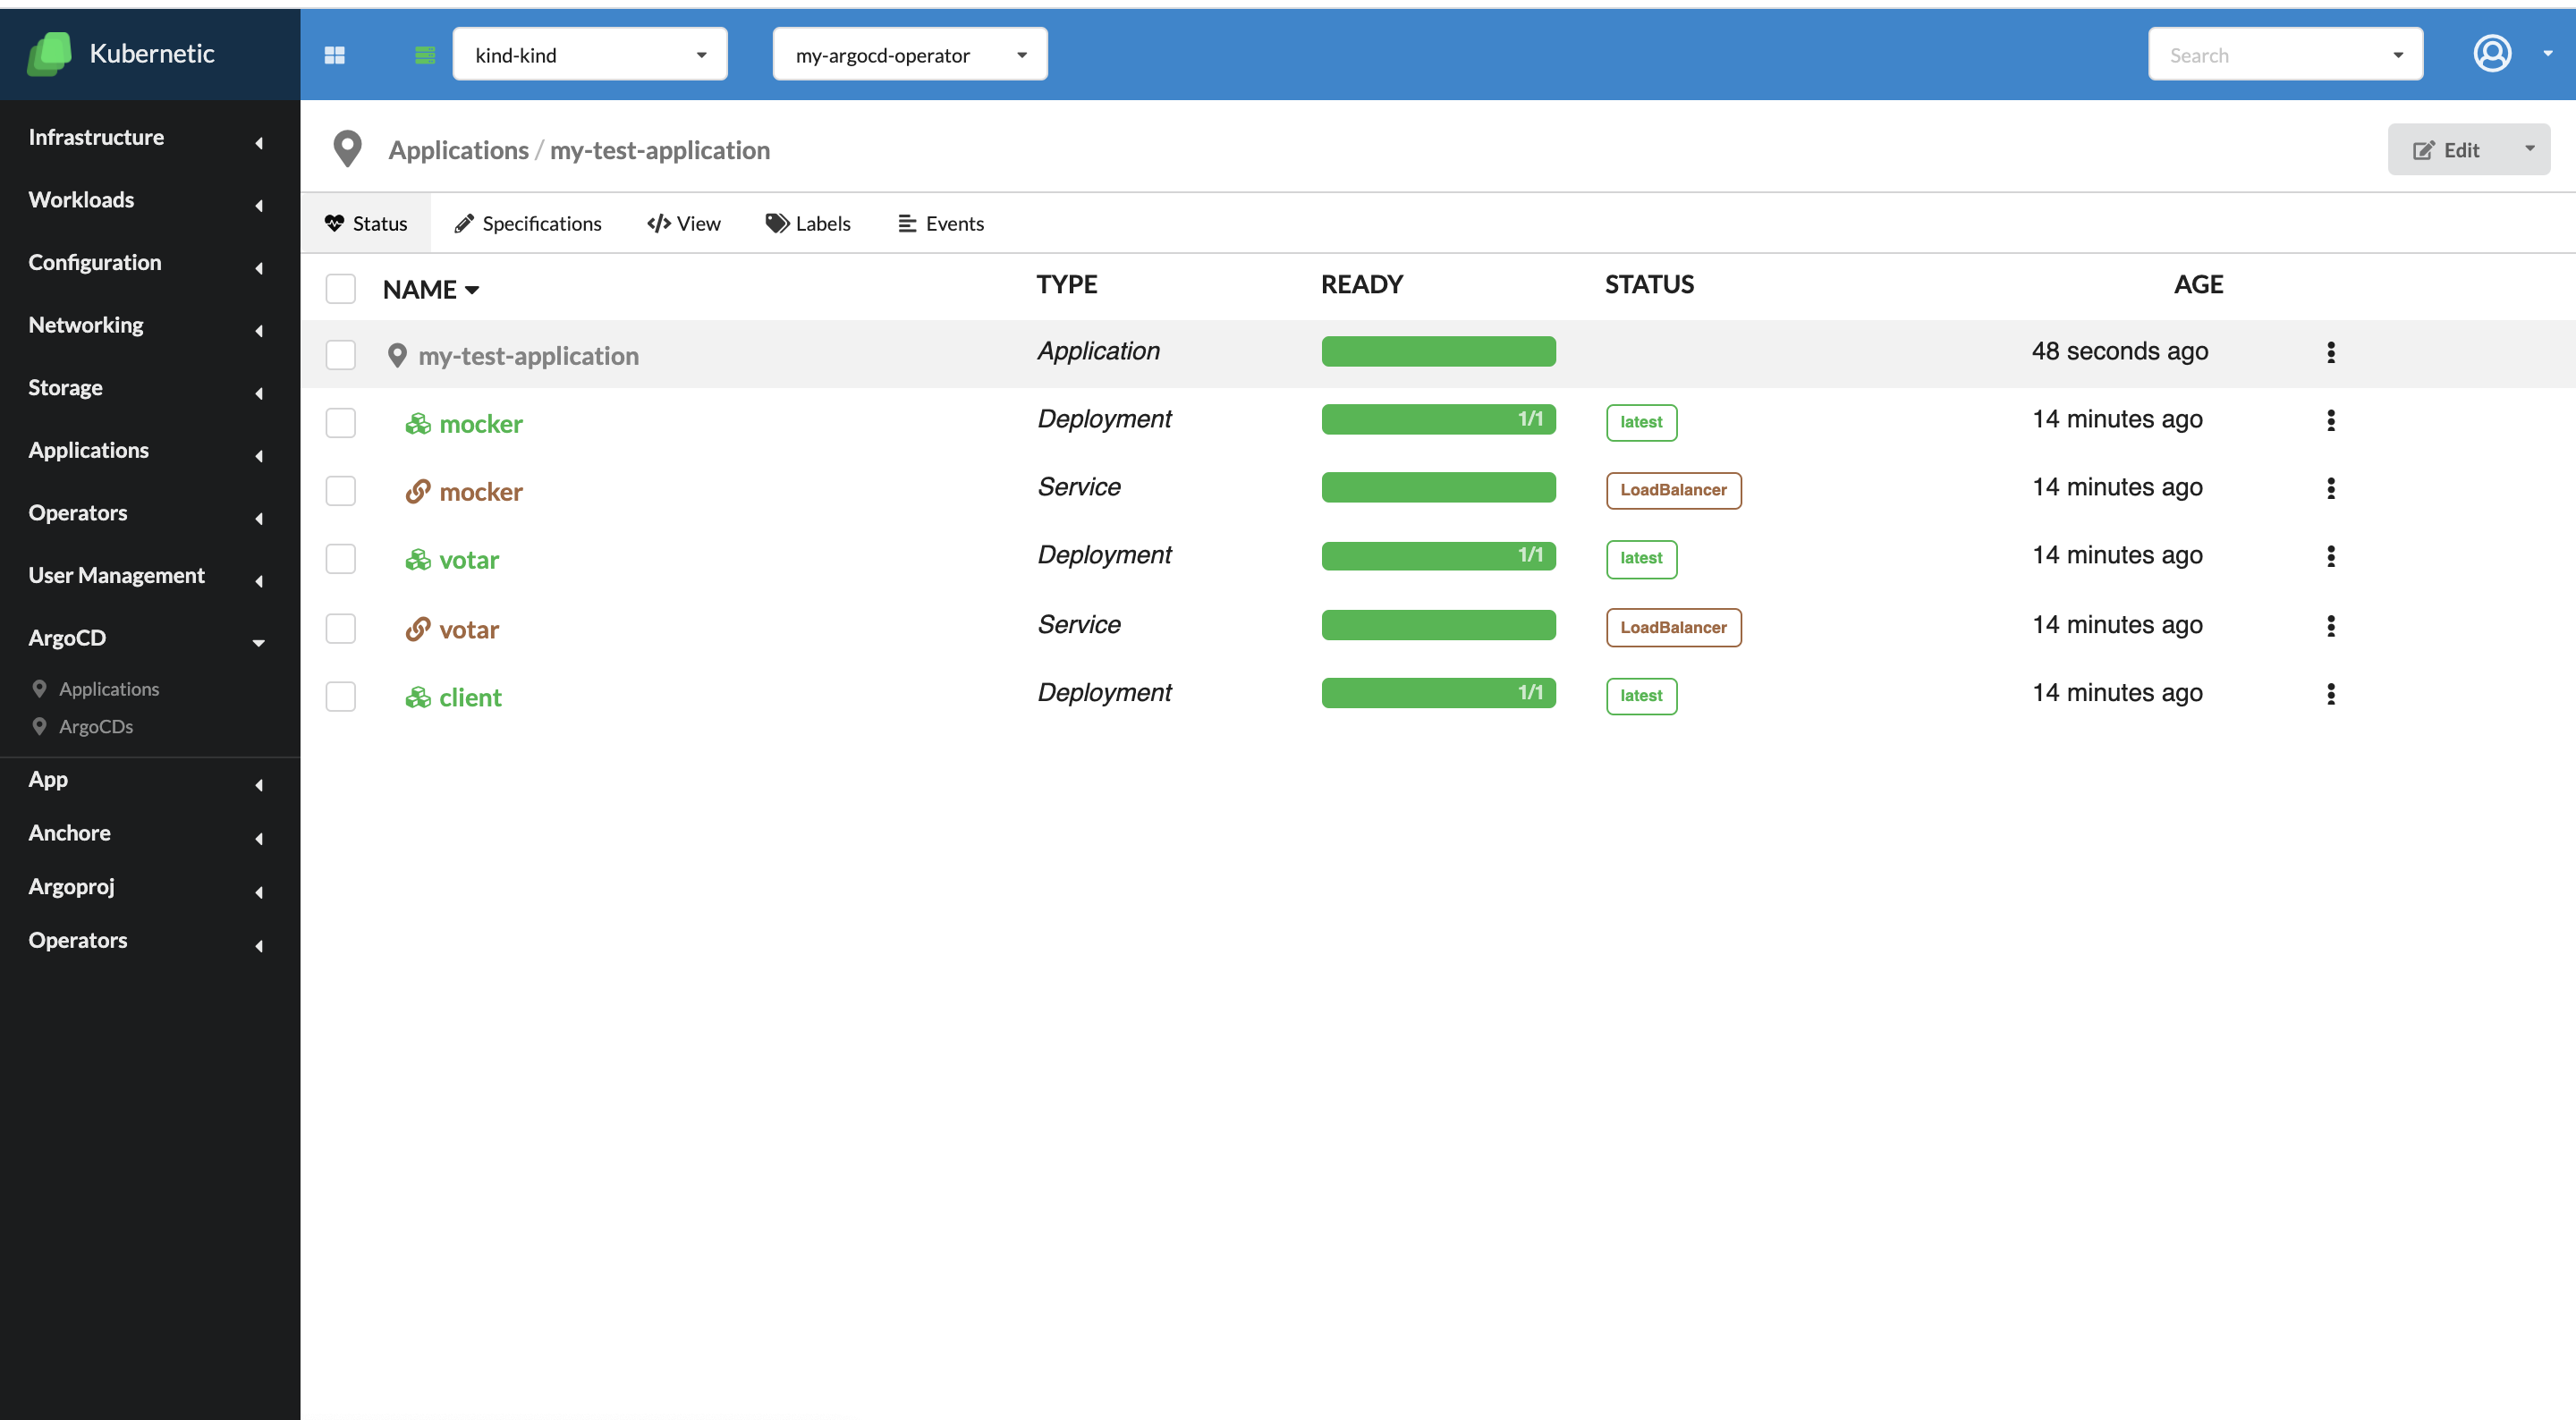 Kubernetic
kind-kind
my-argocd-operator
Search
Infrastructure
Workloads
Configuration
Networking
Storage
Applications
Operators
User Management
ArgoCD
Applications
ArgoCDs
App
Anchore
Argoproj
Operators
Applications / my-test-application
Edit
Status Specifications View Labels Events
NAME TYPE READY STATUS AGE
my-test-application Application 48 seconds ago
mocker Deployment 1/1 latest 14 minutes ago
mocker Service LoadBalancer 14 minutes ago
votar Deployment 1/1 latest 14 minutes ago
votar Service LoadBalancer 14 minutes ago
client Deployment 1/1 latest 14 minutes ago